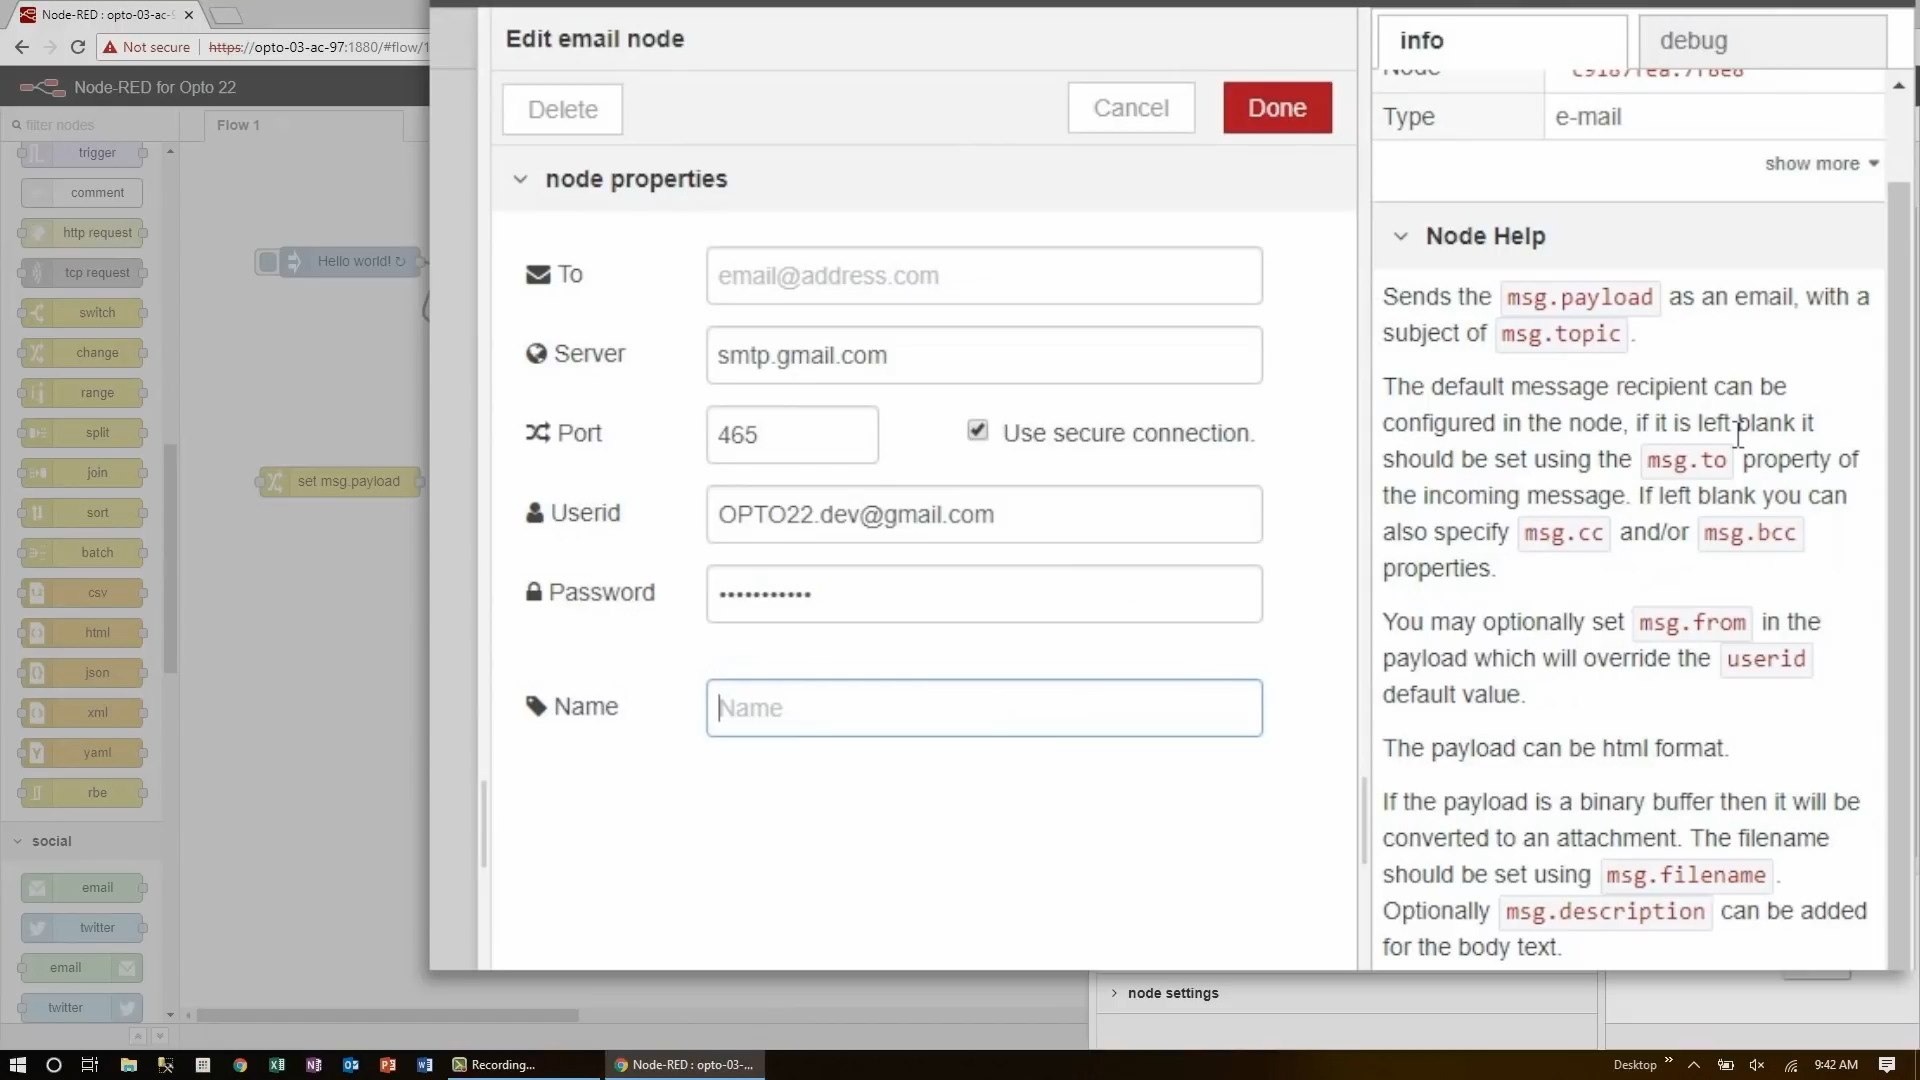 Node-RED : opto-03-ac-9
Not secure
https://opto-03-ac-97:1880/#flow/1
Node-RED for Opto 22
filter nodes
Flow 1
trigger
comment
http request
tcp request
switch
change
range
split
join
sort
batch
csv
html
json
xml
yaml
rbe
social
email
twitter
email
twitter
Hello world! ↻
set msg.payload
Edit email node
Delete
Cancel
Done
node properties
To
email@address.com
Server
smtp.gmail.com
Port
465
Use secure connection.
Userid
OPTO22.dev@gmail.com
Password
•••••••••••
Name
Name
info
debug
Node
Type
e-mail
show more
Node Help
Sends the msg.payload as an email, with a
subject of msg.topic .
The default message recipient can be
configured in the node, if it is left blank it
should be set using the msg.to property of
the incoming message. If left blank you can
also specify msg.cc and/or msg.bcc
properties.
You may optionally set msg.from in the
payload which will override the userid
default value.
The payload can be html format.
If the payload is a binary buffer then it will be
converted to an attachment. The filename
should be set using msg.filename .
Optionally msg.description can be added
for the body text.
node settings
Recording...
Node-RED : opto-03-...
Desktop
9:42 AM